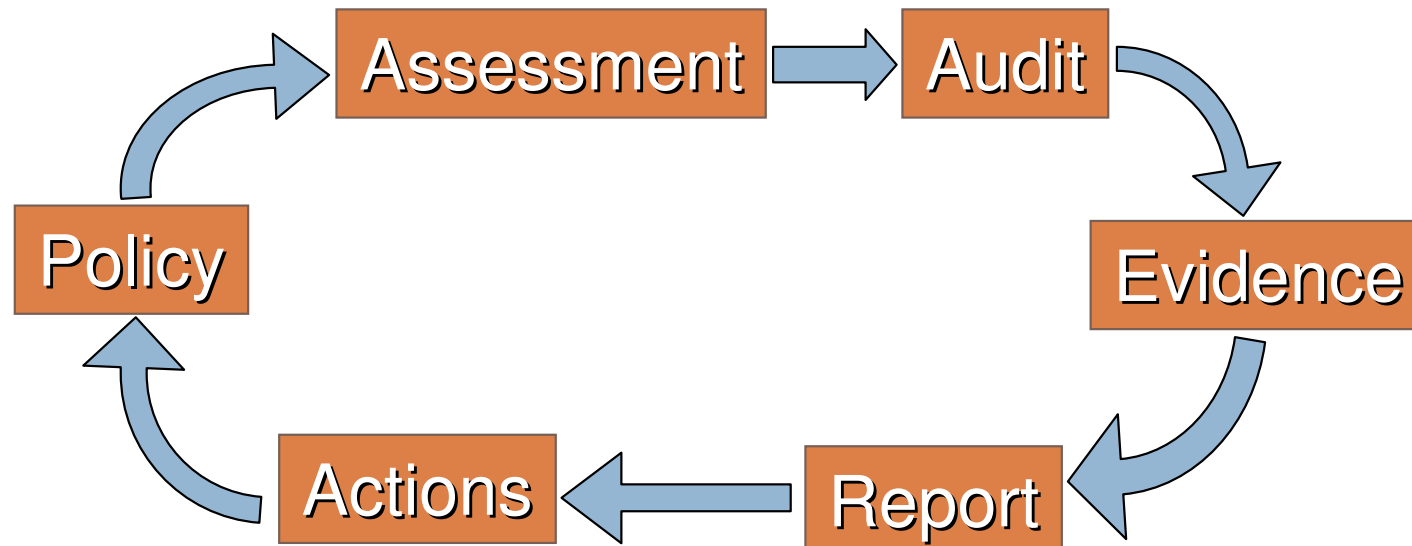 Assessment
Audit
Policy
Evidence
Actions
Report